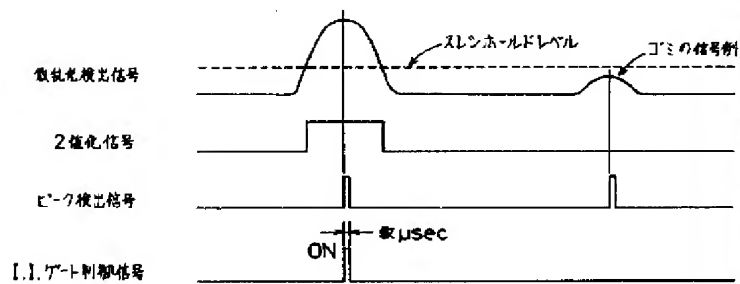 スレシホールドレベル
ゴミの信号例
散乱光検出信号
2値化信号
ピーク検出信号
数μsec
ON
I.I.ゲート制御信号